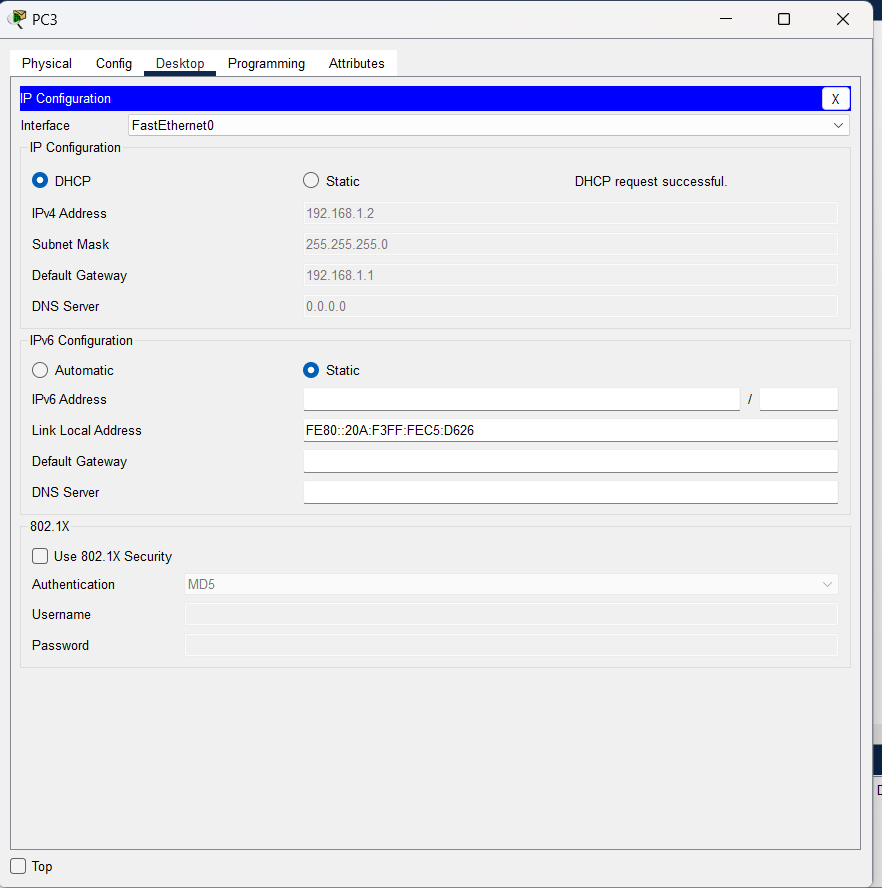 PC3
Physical Config Desktop Programming Attributes
IP Configuration X
Interface FastEthernet0
IP Configuration
DHCP Static DHCP request successful.
IPv4 Address 192.168.1.2
Subnet Mask 255.255.255.0
Default Gateway 192.168.1.1
DNS Server 0.0.0.0
IPv6 Configuration
Automatic Static
IPv6 Address /
Link Local Address FE80::20A:F3FF:FEC5:D626
Default Gateway
DNS Server
802.1X
Use 802.1X Security
Authentication MD5
Username
Password
Top